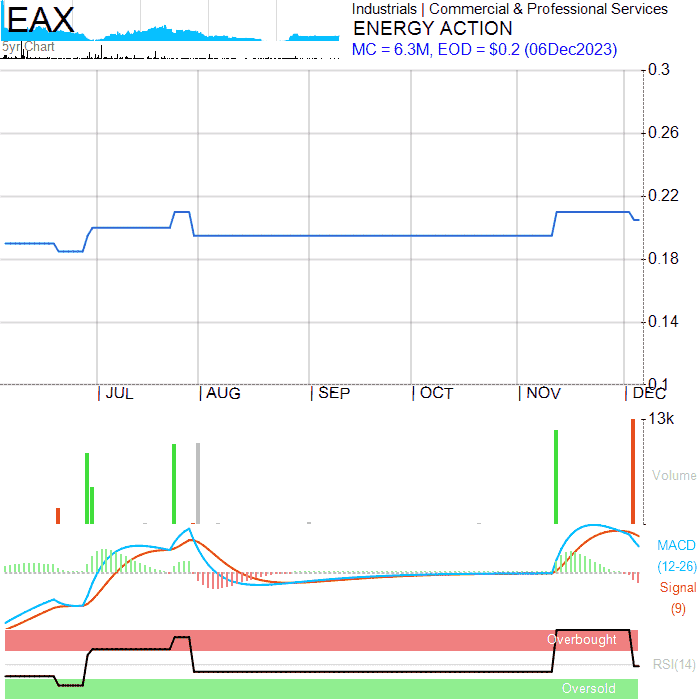 EAX
Industrials | Commercial & Professional Services
ENERGY ACTION
MC = 6.3M, EOD = $0.2 (06Dec2023)
5yr Chart
0.3
0.26
0.22
0.18
0.14
0.1
JUL
AUG
SEP
OCT
NOV
DEC
13k
Volume
MACD
(12-26)
Signal
(9)
Overbought
RSI(14)
Oversold